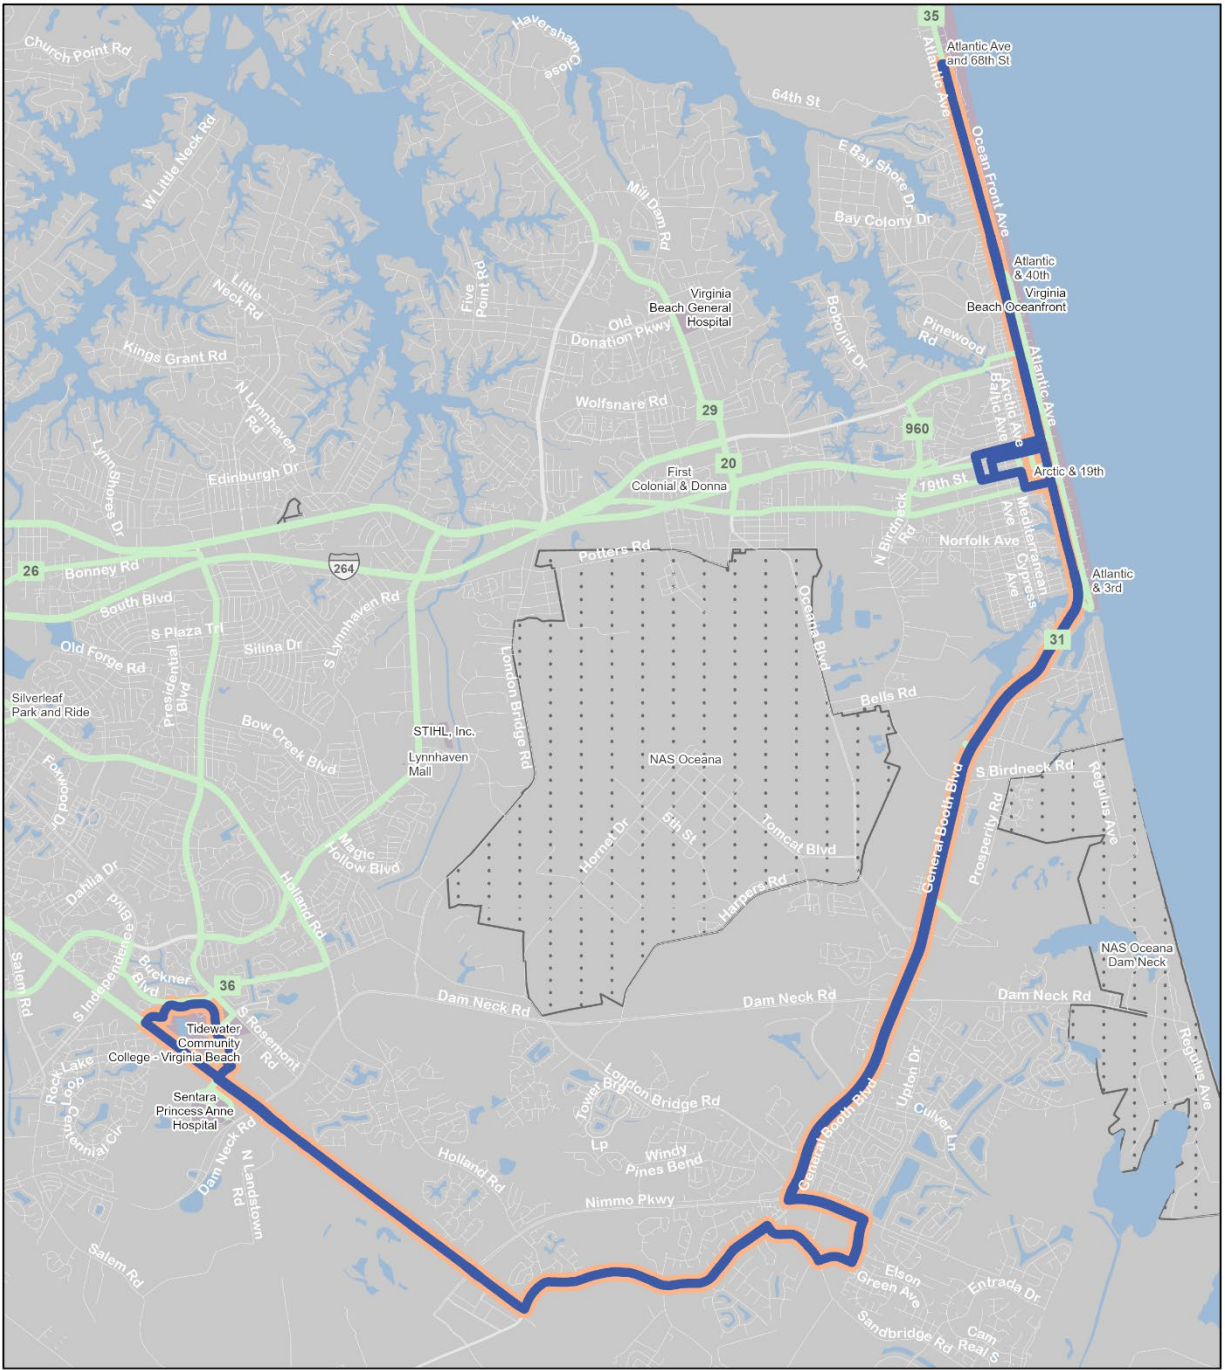 35
Atlantic Ave
and 68th St
Haversham
Close
Church Point Rd
Atlantic Ave
64th St
W Little Neck Rd
Ocean Front Ave
E Bay Shore Dr
Mill Dam Rd
Bay Colony Dr
Little
Neck Rd
Five
Point Rd
Atlantic
& 40th
Virginia
Beach General
Hospital
Virginia
Beach Oceanfront
Old
Donation Pkwy
Bobolink Dr
Pinewood
Rd
Kings Grant Rd
Atlantic Ave
Arctic Ave
Baltic Ave
N Lynnhaven
Rd
Wolfsnare Rd
29
960
Lynn Shores Dr
Edinburgh Dr
20
First
Colonial & Donna
19th St
Arctic & 19th
N Birdneck
Rd
Mediterranean
Ave
Norfolk Ave
Cypress
Ave
Potters Rd
264
26
Bonney Rd
South Blvd
Atlantic
& 3rd
Oceana Blvd
S Plaza Trl
S Lynnhaven Rd
31
Old Forge Rd
Silina Dr
Presidential
Blvd
London Bridge Rd
Bells Rd
Silverleaf
Park and Ride
Bow Creek Blvd
STIHL, Inc.
Lynnhaven
Mall
NAS Oceana
S Birdneck Rd
Regulus Ave
Foxwood Dr
General Booth Blvd
Prosperity Rd
Hornet Dr
5th St
Tomcat Blvd
Magic
Hollow Blvd
Dahlia Dr
Harpers Rd
Holland Rd
S Independence Blvd
NAS Oceana
Dam Neck
Salem Rd
Buckner
Blvd
36
Dam Neck Rd
Dam Neck Rd
Dam Neck Rd
S Rosemont
Rd
Tidewater
Community
College - Virginia Beach
Regulus Ave
Rock Lake
Loop
Upton Dr
London Bridge Rd
Tower Brg
Lp
Culver
Ln
Sentara
Princess Anne
Hospital
Centennial Cir
General Booth Blvd
Dam Neck Rd
Windy
Pines Bend
Holland Rd
N Landstown
Rd
Nimmo Pkwy
Salem Rd
Elson
Green Ave
Entrada Dr
Sandbridge Rd
Cam
Real S